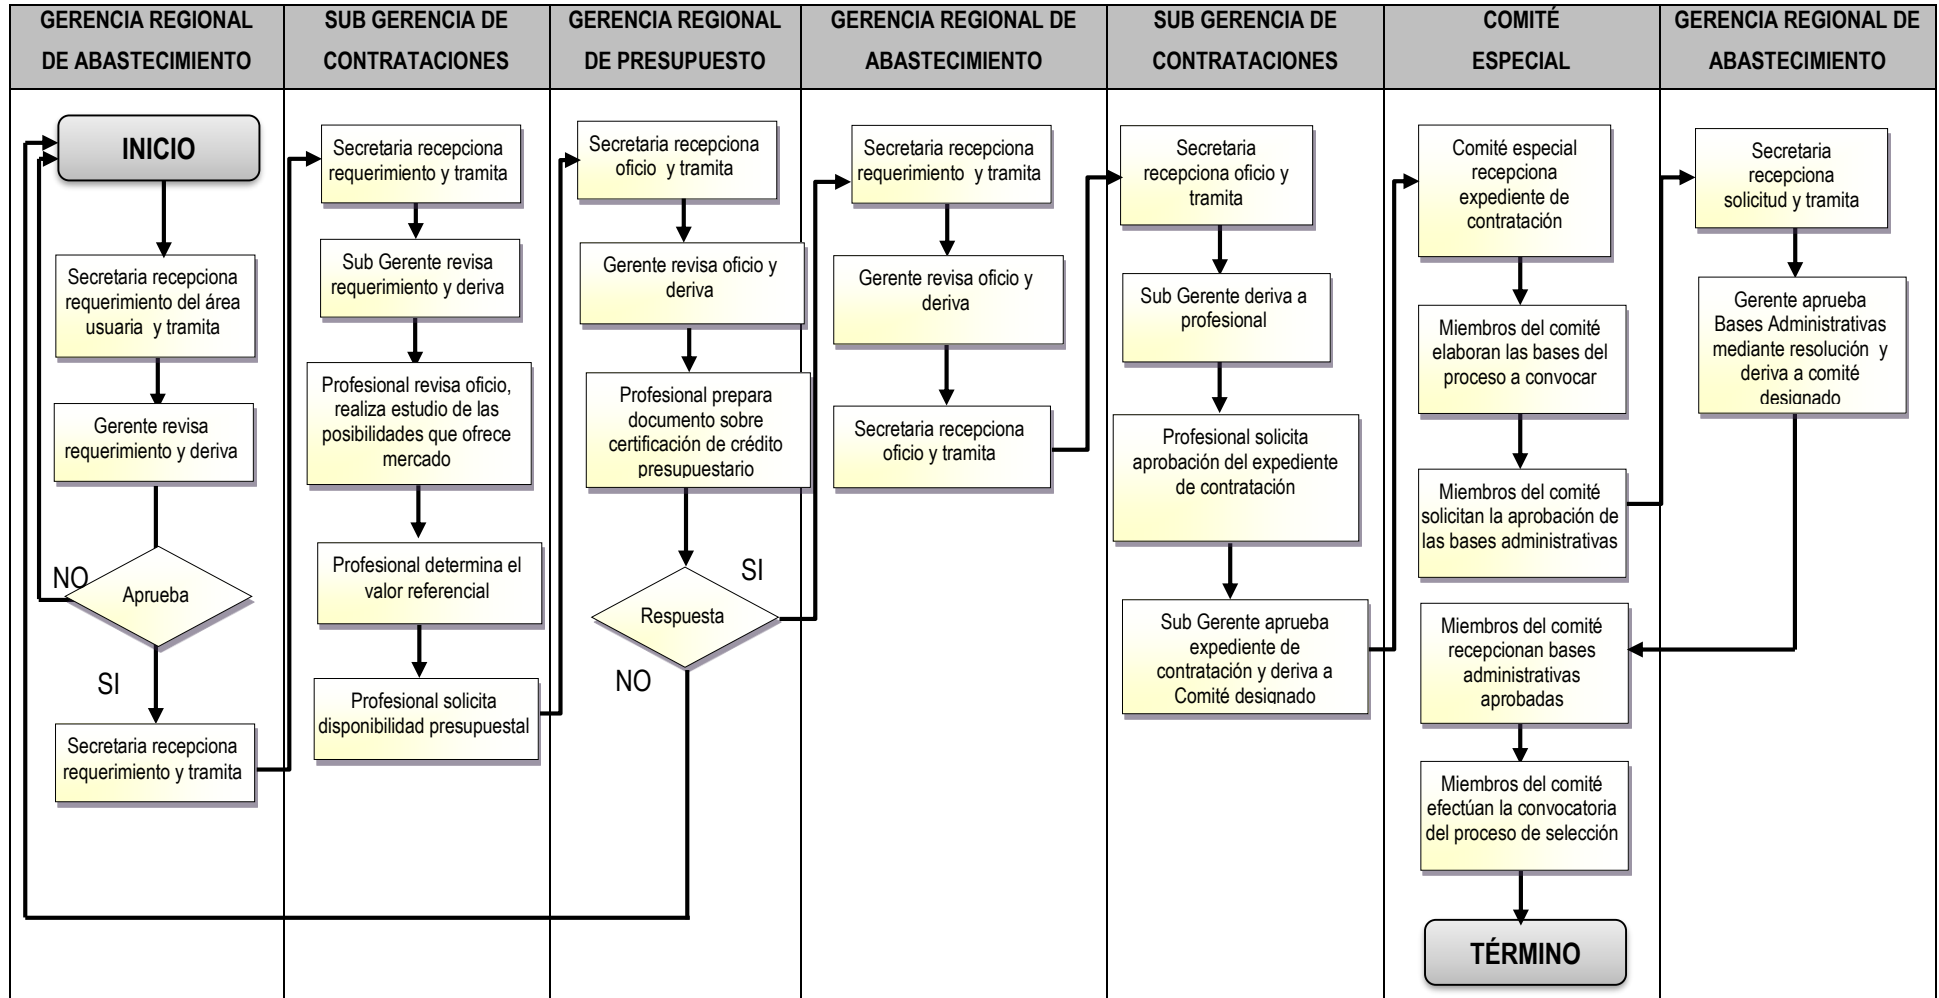 GERENCIA REGIONAL
DE ABASTECIMIENTO
SUB GERENCIA DE
CONTRATACIONES
GERENCIA REGIONAL
DE PRESUPUESTO
GERENCIA REGIONAL DE
ABASTECIMIENTO
SUB GERENCIA DE
CONTRATACIONES
COMITÉ
ESPECIAL
GERENCIA REGIONAL DE
ABASTECIMIENTO
INICIO
Secretaria recepciona
requerimiento del área
usuaria y tramita
Gerente revisa
requerimiento y deriva
NO
Aprueba
SI
Secretaria recepciona
requerimiento y tramita
Secretaria recepciona
requerimiento y tramita
Sub Gerente revisa
requerimiento y deriva
Profesional revisa oficio,
realiza estudio de las
posibilidades que ofrece
mercado
Profesional determina el
valor referencial
Profesional solicita
disponibilidad presupuestal
Secretaria recepciona
oficio y tramita
Gerente revisa oficio y
deriva
Profesional prepara
documento sobre
certificación de crédito
presupuestario
SI
Respuesta
NO
Secretaria recepciona
requerimiento y tramita
Gerente revisa oficio y
deriva
Secretaria recepciona
oficio y tramita
Secretaria
recepciona oficio y
tramita
Sub Gerente deriva a
profesional
Profesional solicita
aprobación del expediente
de contratación
Sub Gerente aprueba
expediente de
contratación y deriva a
Comité designado
Comité especial
recepciona
expediente de
contratación
Miembros del comité
elaboran las bases del
proceso a convocar
Miembros del comité
solicitan la aprobación de
las bases administrativas
Miembros del comité
recepcionan bases
administrativas
aprobadas
Miembros del comité
efectúan la convocatoria
del proceso de selección
TÉRMINO
Secretaria
recepciona
solicitud y tramita
Gerente aprueba
Bases Administrativas
mediante resolución y
deriva a comité
designado